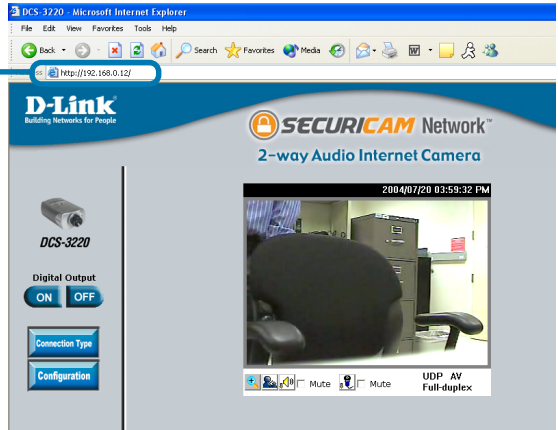 DCS-3220 - Microsoft Internet Explorer
File Edit View Favorites Tools Help
Back Search Favorites Media
ss http://192.168.0.12/
D-Link®
Building Networks for People
SECURICAM Network™
2-way Audio Internet Camera
2004/07/20 03:59:32 PM
DCS-3220
Digital Output
ON OFF
Connection Type
Configuration
Mute Mute UDP AV
Full-duplex